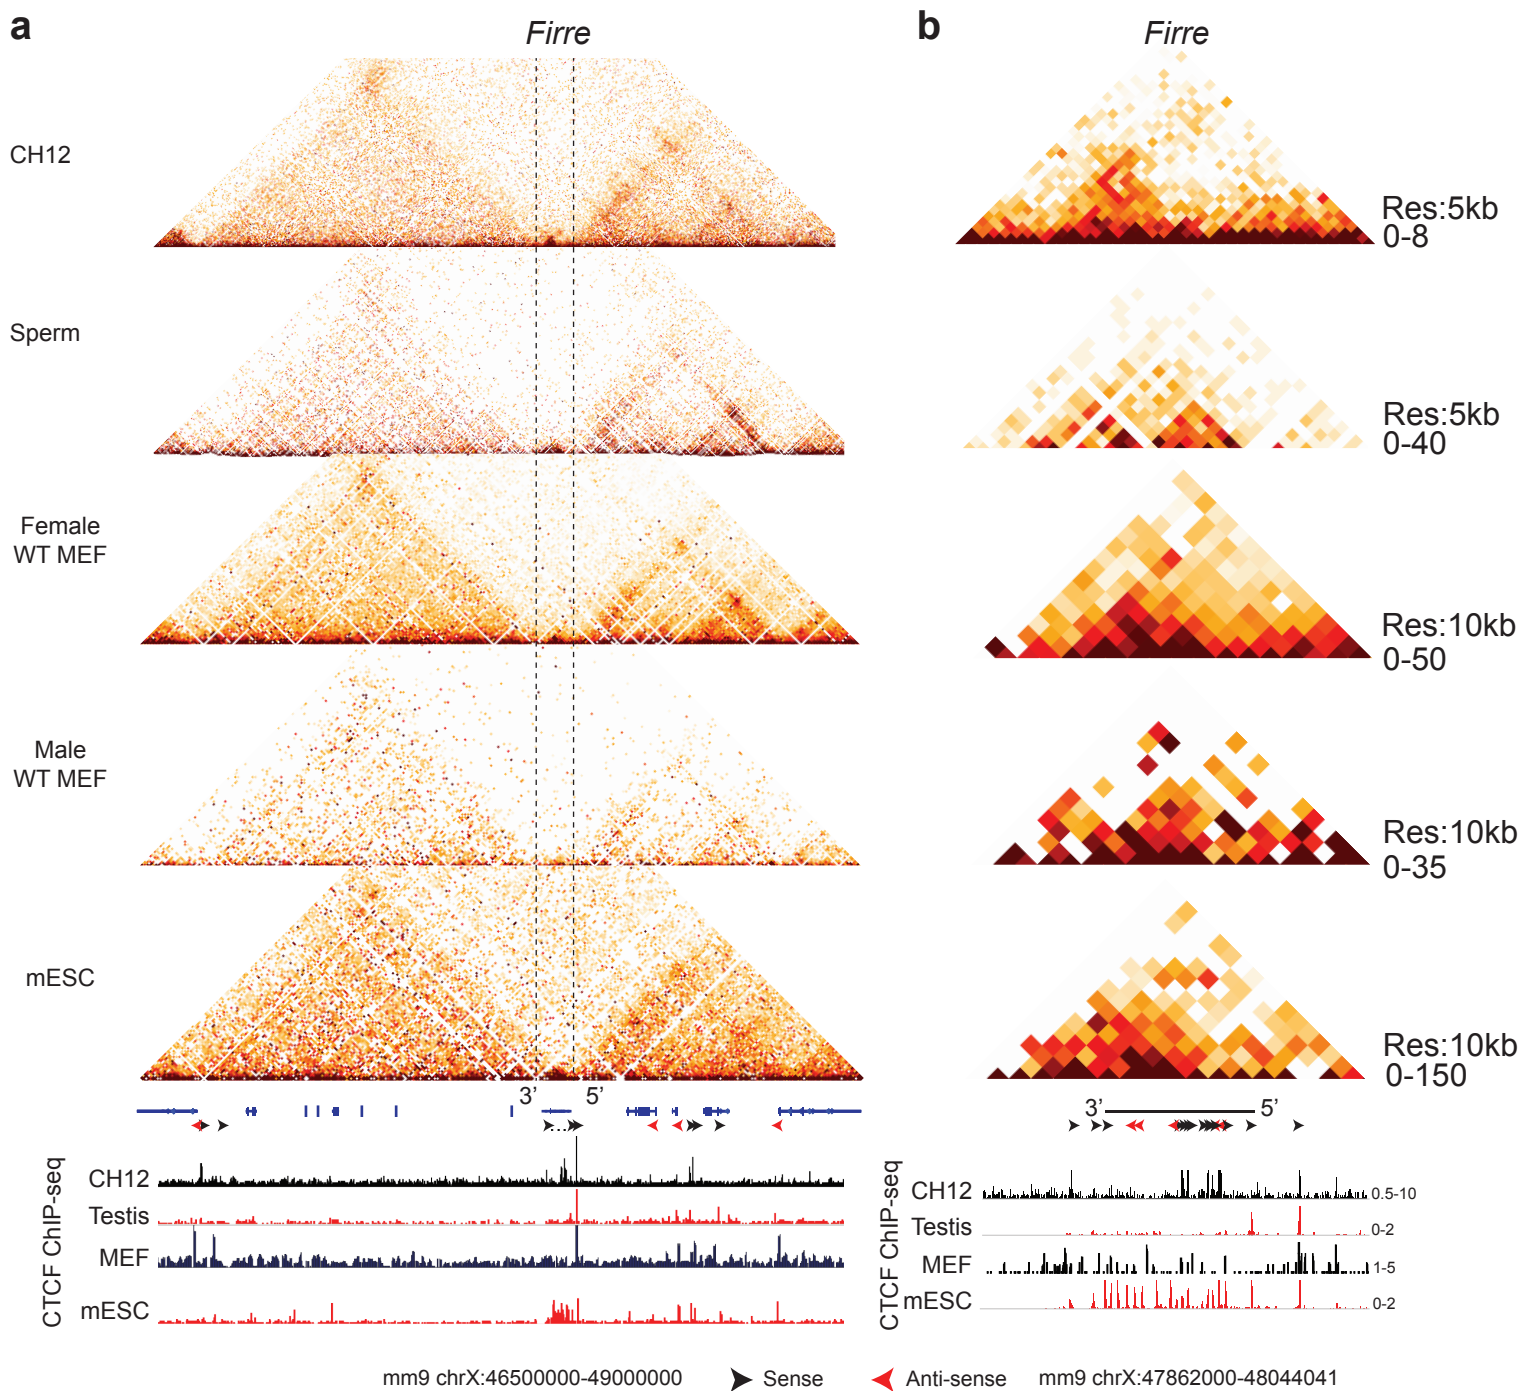 a
Firre
b
Firre
CH12
Res:5kb
0-8
Sperm
Res:5kb
0-40
Female
WT MEF
Res:10kb
0-50
Male
WT MEF
Res:10kb
0-35
mESC
Res:10kb
0-150
3’ 5’
3’ 5’
CTCF ChIP-seq
CH12
Testis
MEF
mESC
CTCF ChIP-seq
CH12 0.5-10
Testis 0-2
MEF 1-5
mESC 0-2
mm9 chrX:46500000-49000000
Sense
Anti-sense
mm9 chrX:47862000-48044041